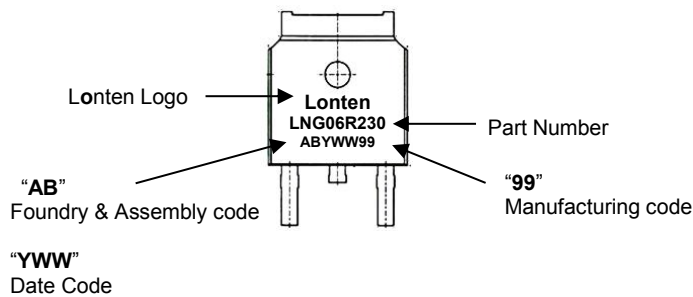 Lonten Logo
Lonten
LNG06R230
ABYWW99
Part Number
“AB”
Foundry & Assembly code
“99”
Manufacturing code
“YWW”
Date Code